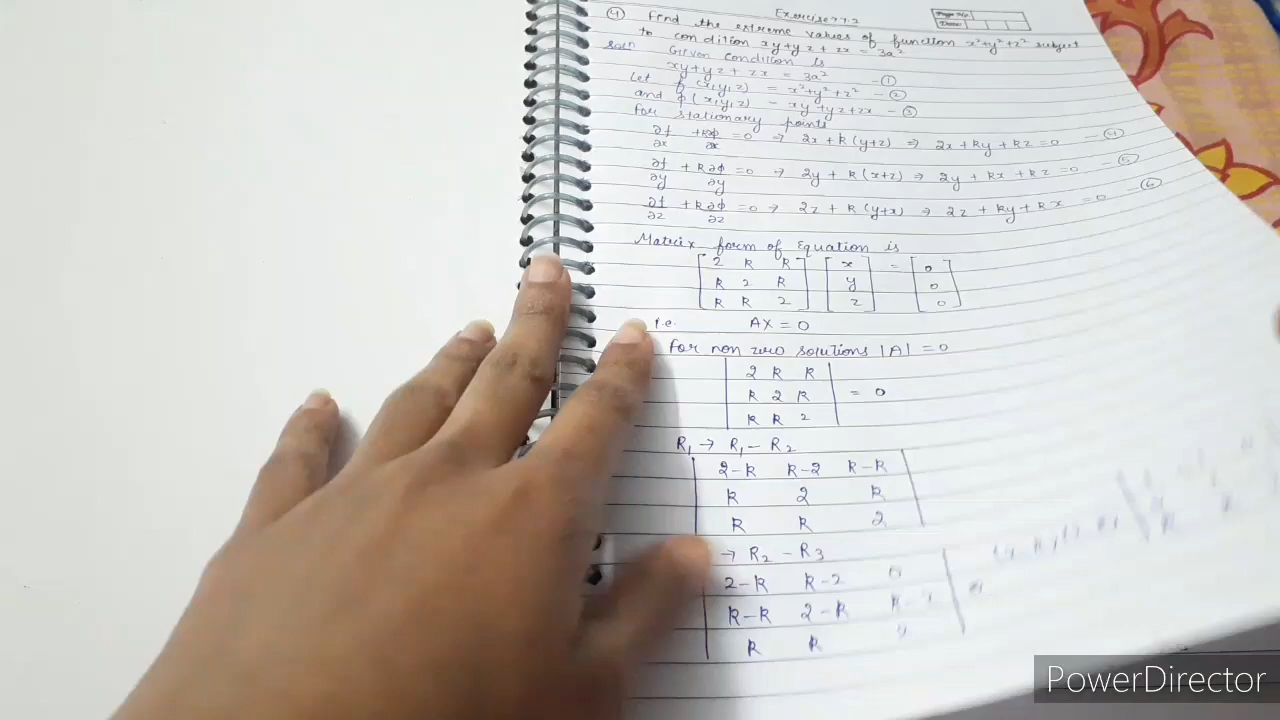 Exercise 7.2
Page No.
Date:
④ Find the extreme values of function x²+y²+z² subject
to condition xy+yz+zx = 3a²
soln Given condition is
xy+yz+zx = 3a² -①
Let f(x,y,z) = x²+y²+z² -②
and φ(x,y,z) - xy+yz+zx -③
for stationary points
∂f/∂x + k∂φ/∂x = 0 ⇒ 2x+k(y+z) ⇒ 2x+ky+kz=0 -④
∂f/∂y + k∂φ/∂y = 0 → 2y+k(x+z) ⇒ 2y+kx+kz=0 -⑤
∂f/∂z + k∂φ/∂z = 0 → 2z+k(y+x) ⇒ 2z+ky+kx=0 -⑥
Matrix form of Equation is
[2 k k] [x] = [0]
[k 2 k] [y] [0]
[k k 2] [z] [0]
i.e. AX = 0
for non zero solutions |A| = 0
|2 k k|
|k 2 k| = 0
|k k 2|
R₁ → R₁ - R₂
|2-k k-2 k-k|
|k 2 k|
|k k 2|
→ R₂ - R₃
|2-k k-2 0|
|k-k 2-k
k k
PowerDirector